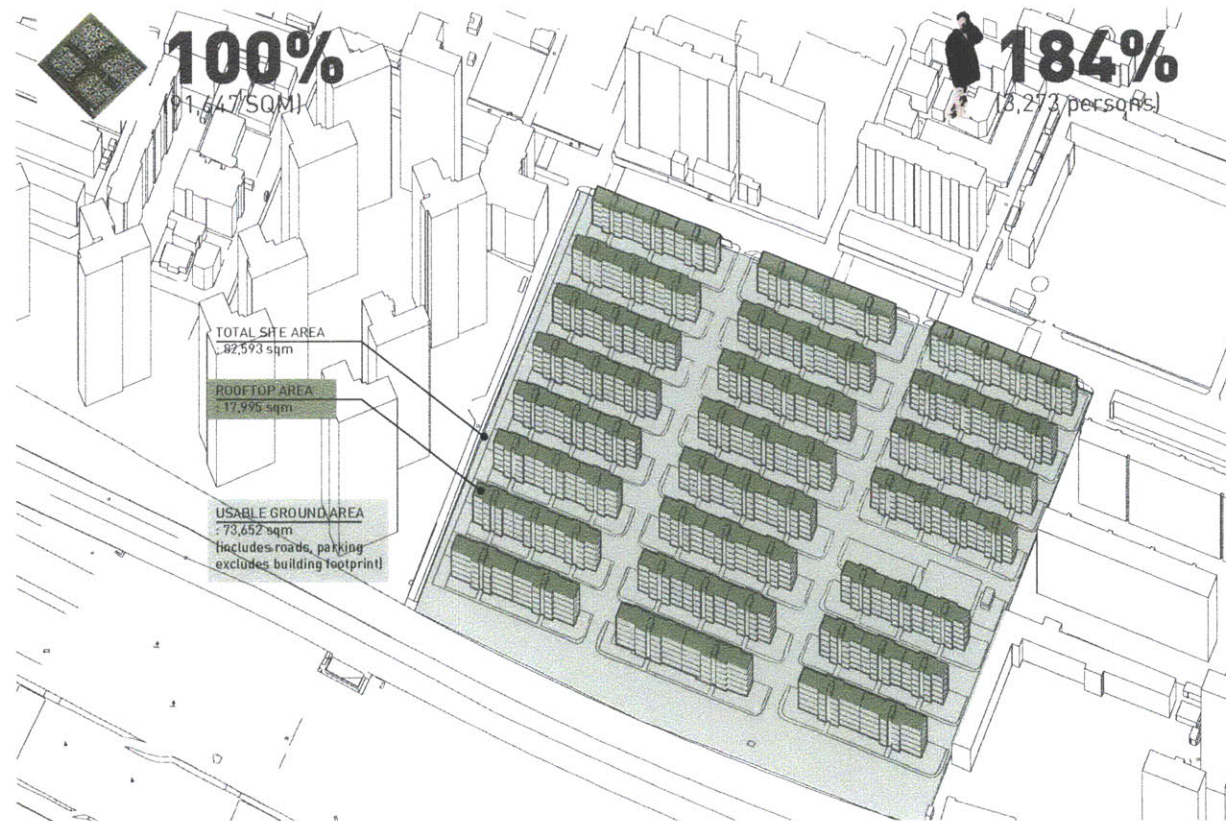 100%
(91,647 SQM)
184%
(3,273 persons)
TOTAL SITE AREA
: 82,593 sqm
ROOFTOP AREA
: 17,995 sqm
USABLE GROUND AREA
: 73,652 sqm
(includes roads, parking
excludes building footprint)